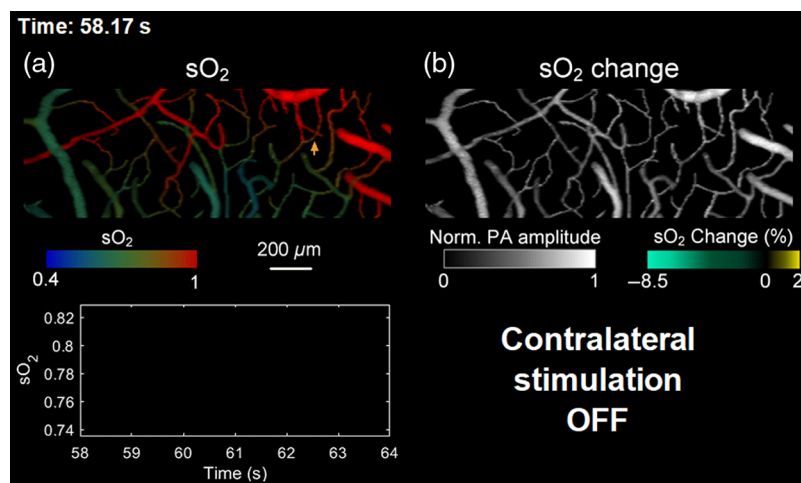 Time: 58.17 s
(a) sO₂
(b) sO₂ change
sO₂
0.4 1
200 µm
Norm. PA amplitude
0 1
sO₂ Change (%)
–8.5 0 2
sO₂
0.82
0.8
0.78
0.76
0.74
58 59 60 61 62 63 64
Time (s)
Contralateral
stimulation
OFF